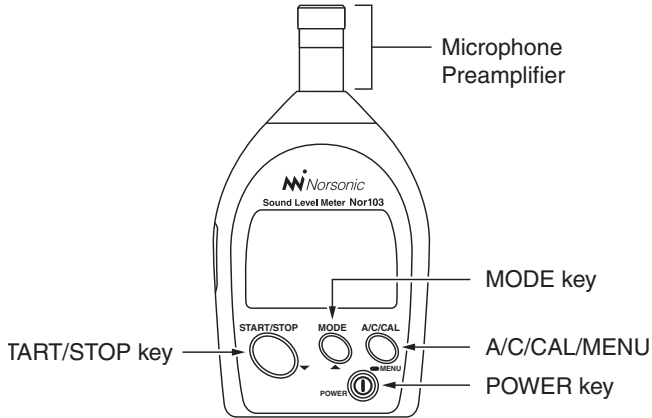 Microphone
Preamplifier
Norsonic
Sound Level Meter Nor103
MODE key
START/STOP MODE A/C/CAL
TART/STOP key
A/C/CAL/MENU
MENU
POWER
POWER key